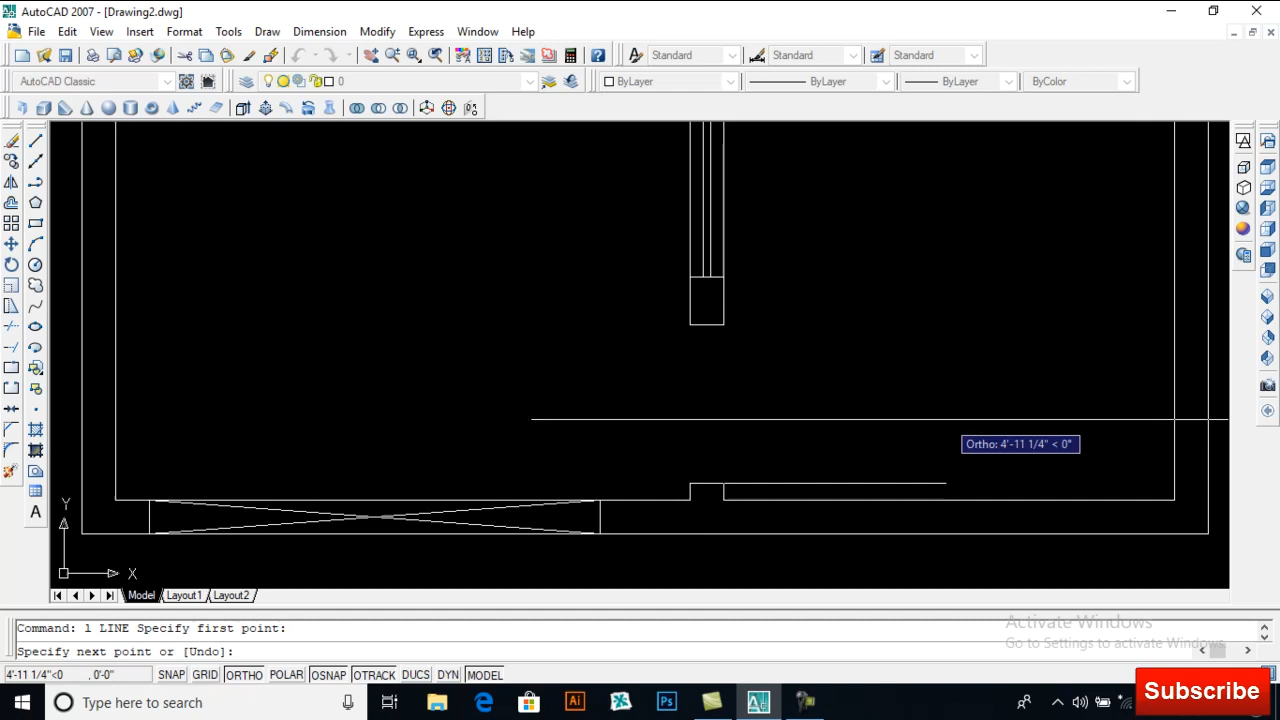 AutoCAD 2007 - [Drawing2.dwg]
File Edit View Insert Format Tools Draw Dimension Modify Express Window Help
Standard Standard Standard
AutoCAD Classic 0 ByLayer ByLayer ByLayer ByColor
Ortho: 4'-11 1/4" < 0°
Y
X
Model Layout1 Layout2
Command: l LINE Specify first point:
Specify next point or [Undo]:
Activate Windows
Go to Settings to activate Windows.
4'-11 1/4"<0 , 0'-0" SNAP GRID ORTHO POLAR OSNAP OTRACK DUCS DYN MODEL
Type here to search
Ai
Ps
Subscribe